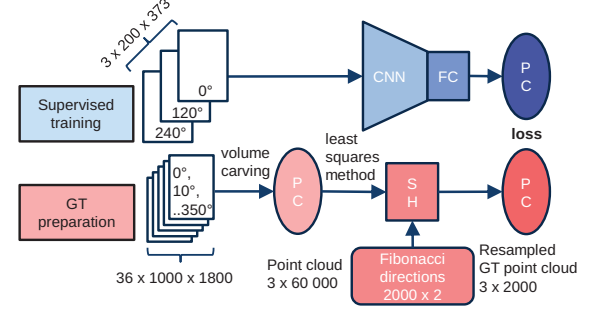 3 x 200 x 373
Supervised
training
0°
120°
240°
CNN
FC
P
C
loss
GT
preparation
0°,
10°,
..350°
36 x 1000 x 1800
volume
carving
P
C
Point cloud
3 x 60 000
least
squares
method
S
H
Fibonacci
directions
2000 x 2
P
C
Resampled
GT point cloud
3 x 2000